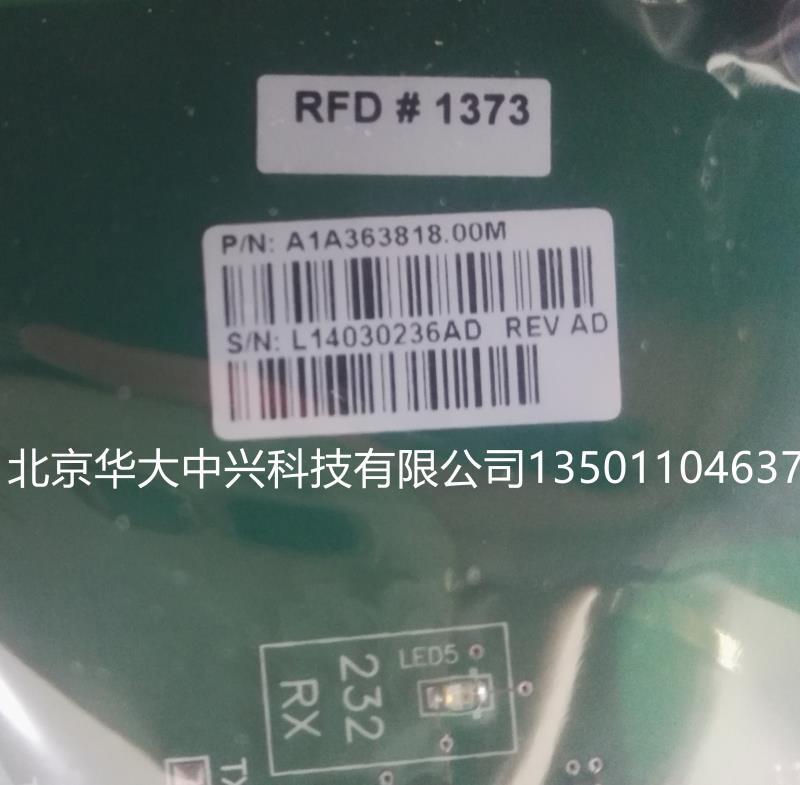 RFD # 1373
P/N: A1A363818.00M
S/N: L14030236AD REV AD
北京华大中兴科技有限公司13501104637
LED5
232
RX
TX